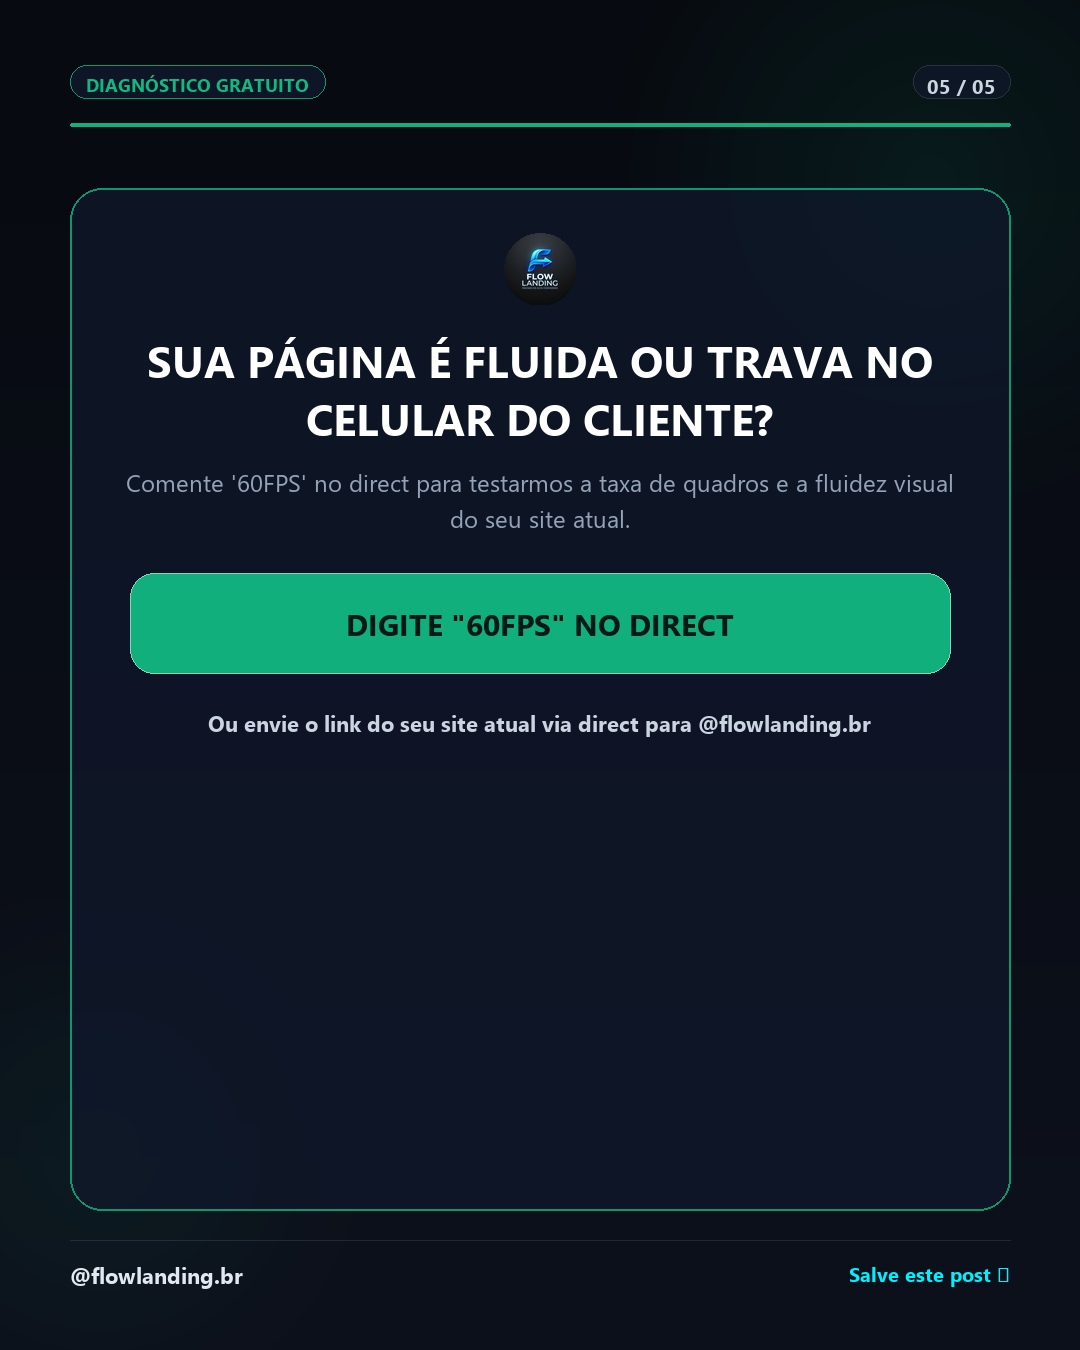 DIAGNÓSTICO GRATUITO
05 / 05
FLOW
LANDING
SUA PÁGINA É FLUIDA OU TRAVA NO
CELULAR DO CLIENTE?
Comente '60FPS' no direct para testarmos a taxa de quadros e a fluidez visual
do seu site atual.
DIGITE "60FPS" NO DIRECT
Ou envie o link do seu site atual via direct para @flowlanding.br
@flowlanding.br
Salve este post